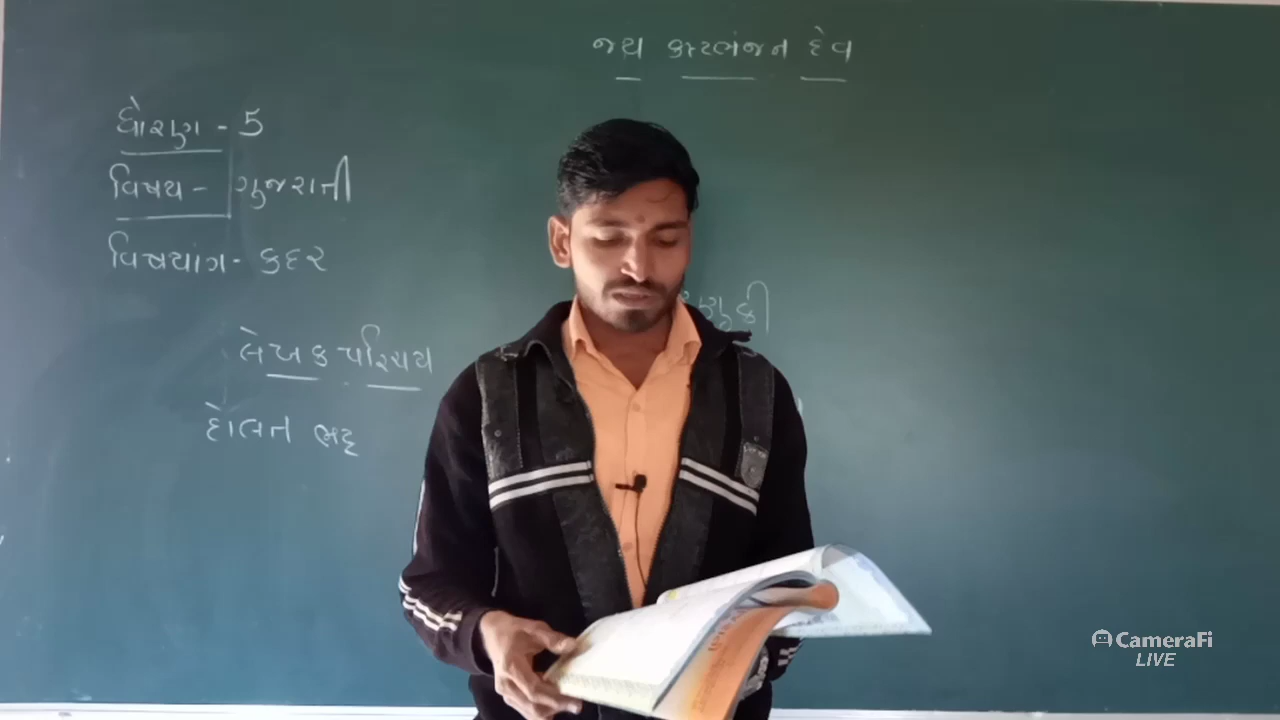 જય કષ્ટભંજન દેવ
ધોરણ - 5
વિષય - ગુજરાતી
વિષયાંગ - કદર
લેખક પરિચય
દોલત ભટ્ટ
CameraFi
LIVE